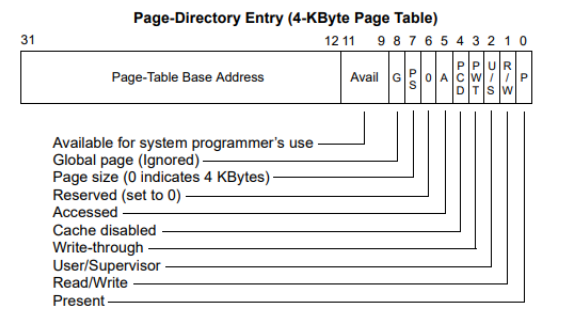 Page-Directory Entry (4-KByte Page Table)
31 12 11 9 8 7 6 5 4 3 2 1 0
Page-Table Base Address Avail G P S 0 A P C D P W T U / S R / W P
Available for system programmer's use
Global page (Ignored)
Page size (0 indicates 4 KBytes)
Reserved (set to 0)
Accessed
Cache disabled
Write-through
User/Supervisor
Read/Write
Present